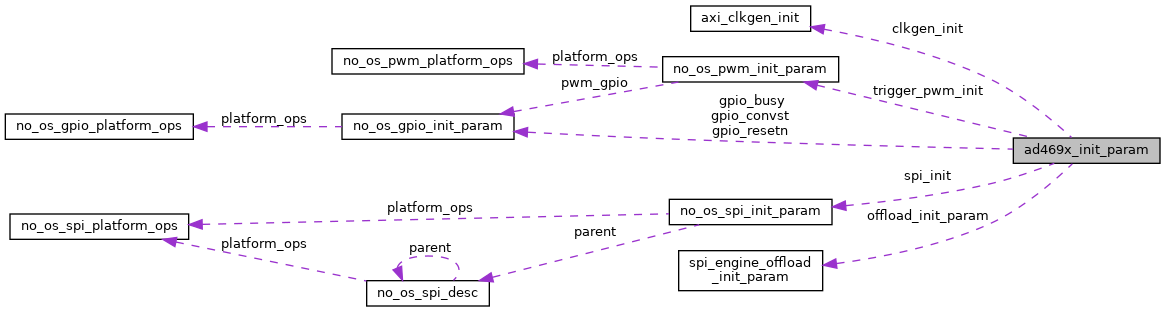 axi_clkgen_init
clkgen_init
no_os_pwm_platform_ops
platform_ops
no_os_pwm_init_param
pwm_gpio
trigger_pwm_init
gpio_busy
gpio_convst
gpio_resetn
no_os_gpio_platform_ops
platform_ops
no_os_gpio_init_param
ad469x_init_param
spi_init
platform_ops
no_os_spi_init_param
offload_init_param
no_os_spi_platform_ops
parent
platform_ops
parent
spi_engine_offload
_init_param
no_os_spi_desc